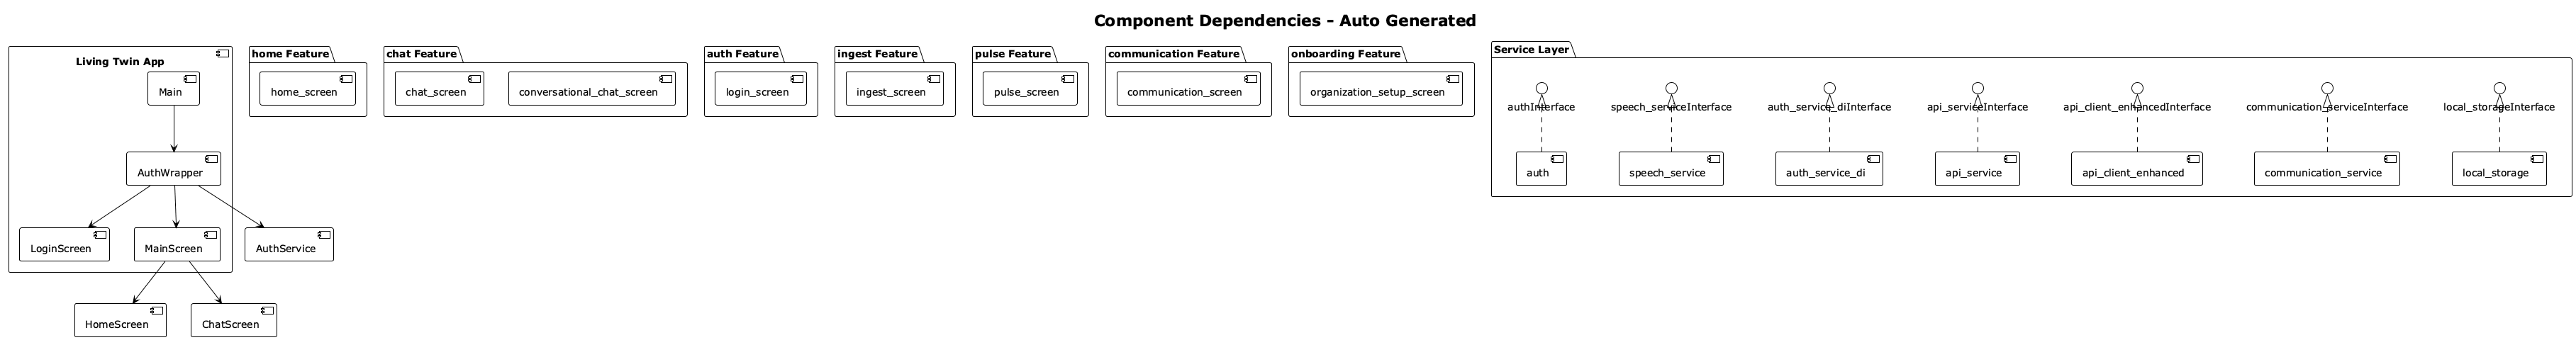 Component Dependencies - Auto Generated
Living Twin App
Main
AuthWrapper
LoginScreen
MainScreen
AuthService
HomeScreen
ChatScreen
home Feature
home_screen
chat Feature
chat_screen
conversational_chat_screen
auth Feature
login_screen
ingest Feature
ingest_screen
pulse Feature
pulse_screen
communication Feature
communication_screen
onboarding Feature
organization_setup_screen
Service Layer
authInterface
speech_serviceInterface
auth_service_diInterface
api_serviceInterface
api_client_enhancedInterface
communication_serviceInterface
local_storageInterface
auth
speech_service
auth_service_di
api_service
api_client_enhanced
communication_service
local_storage